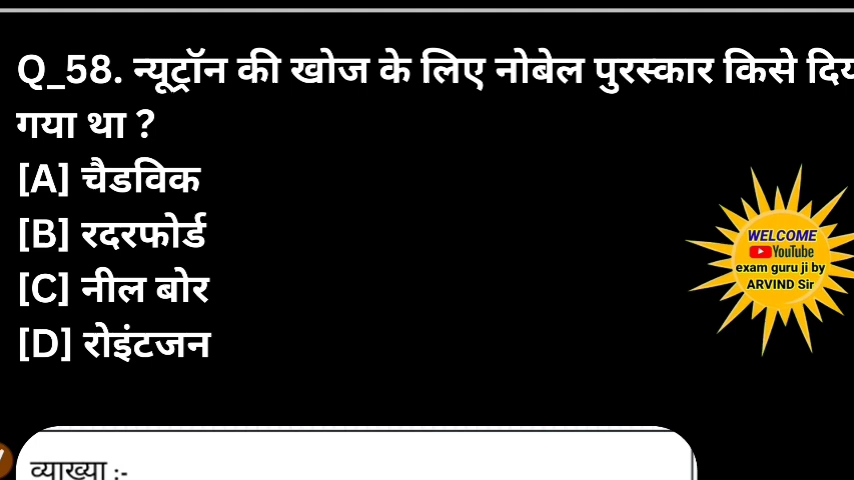 Q_58. न्यूट्रॉन की खोज के लिए नोबेल पुरस्कार किसे दिय
गया था ?
[A] चैडविक
[B] रदरफोर्ड
[C] नील बोर
[D] रोइंटजन
WELCOME
YouTube
exam guru ji by
ARVIND Sir
व्याख्या :-